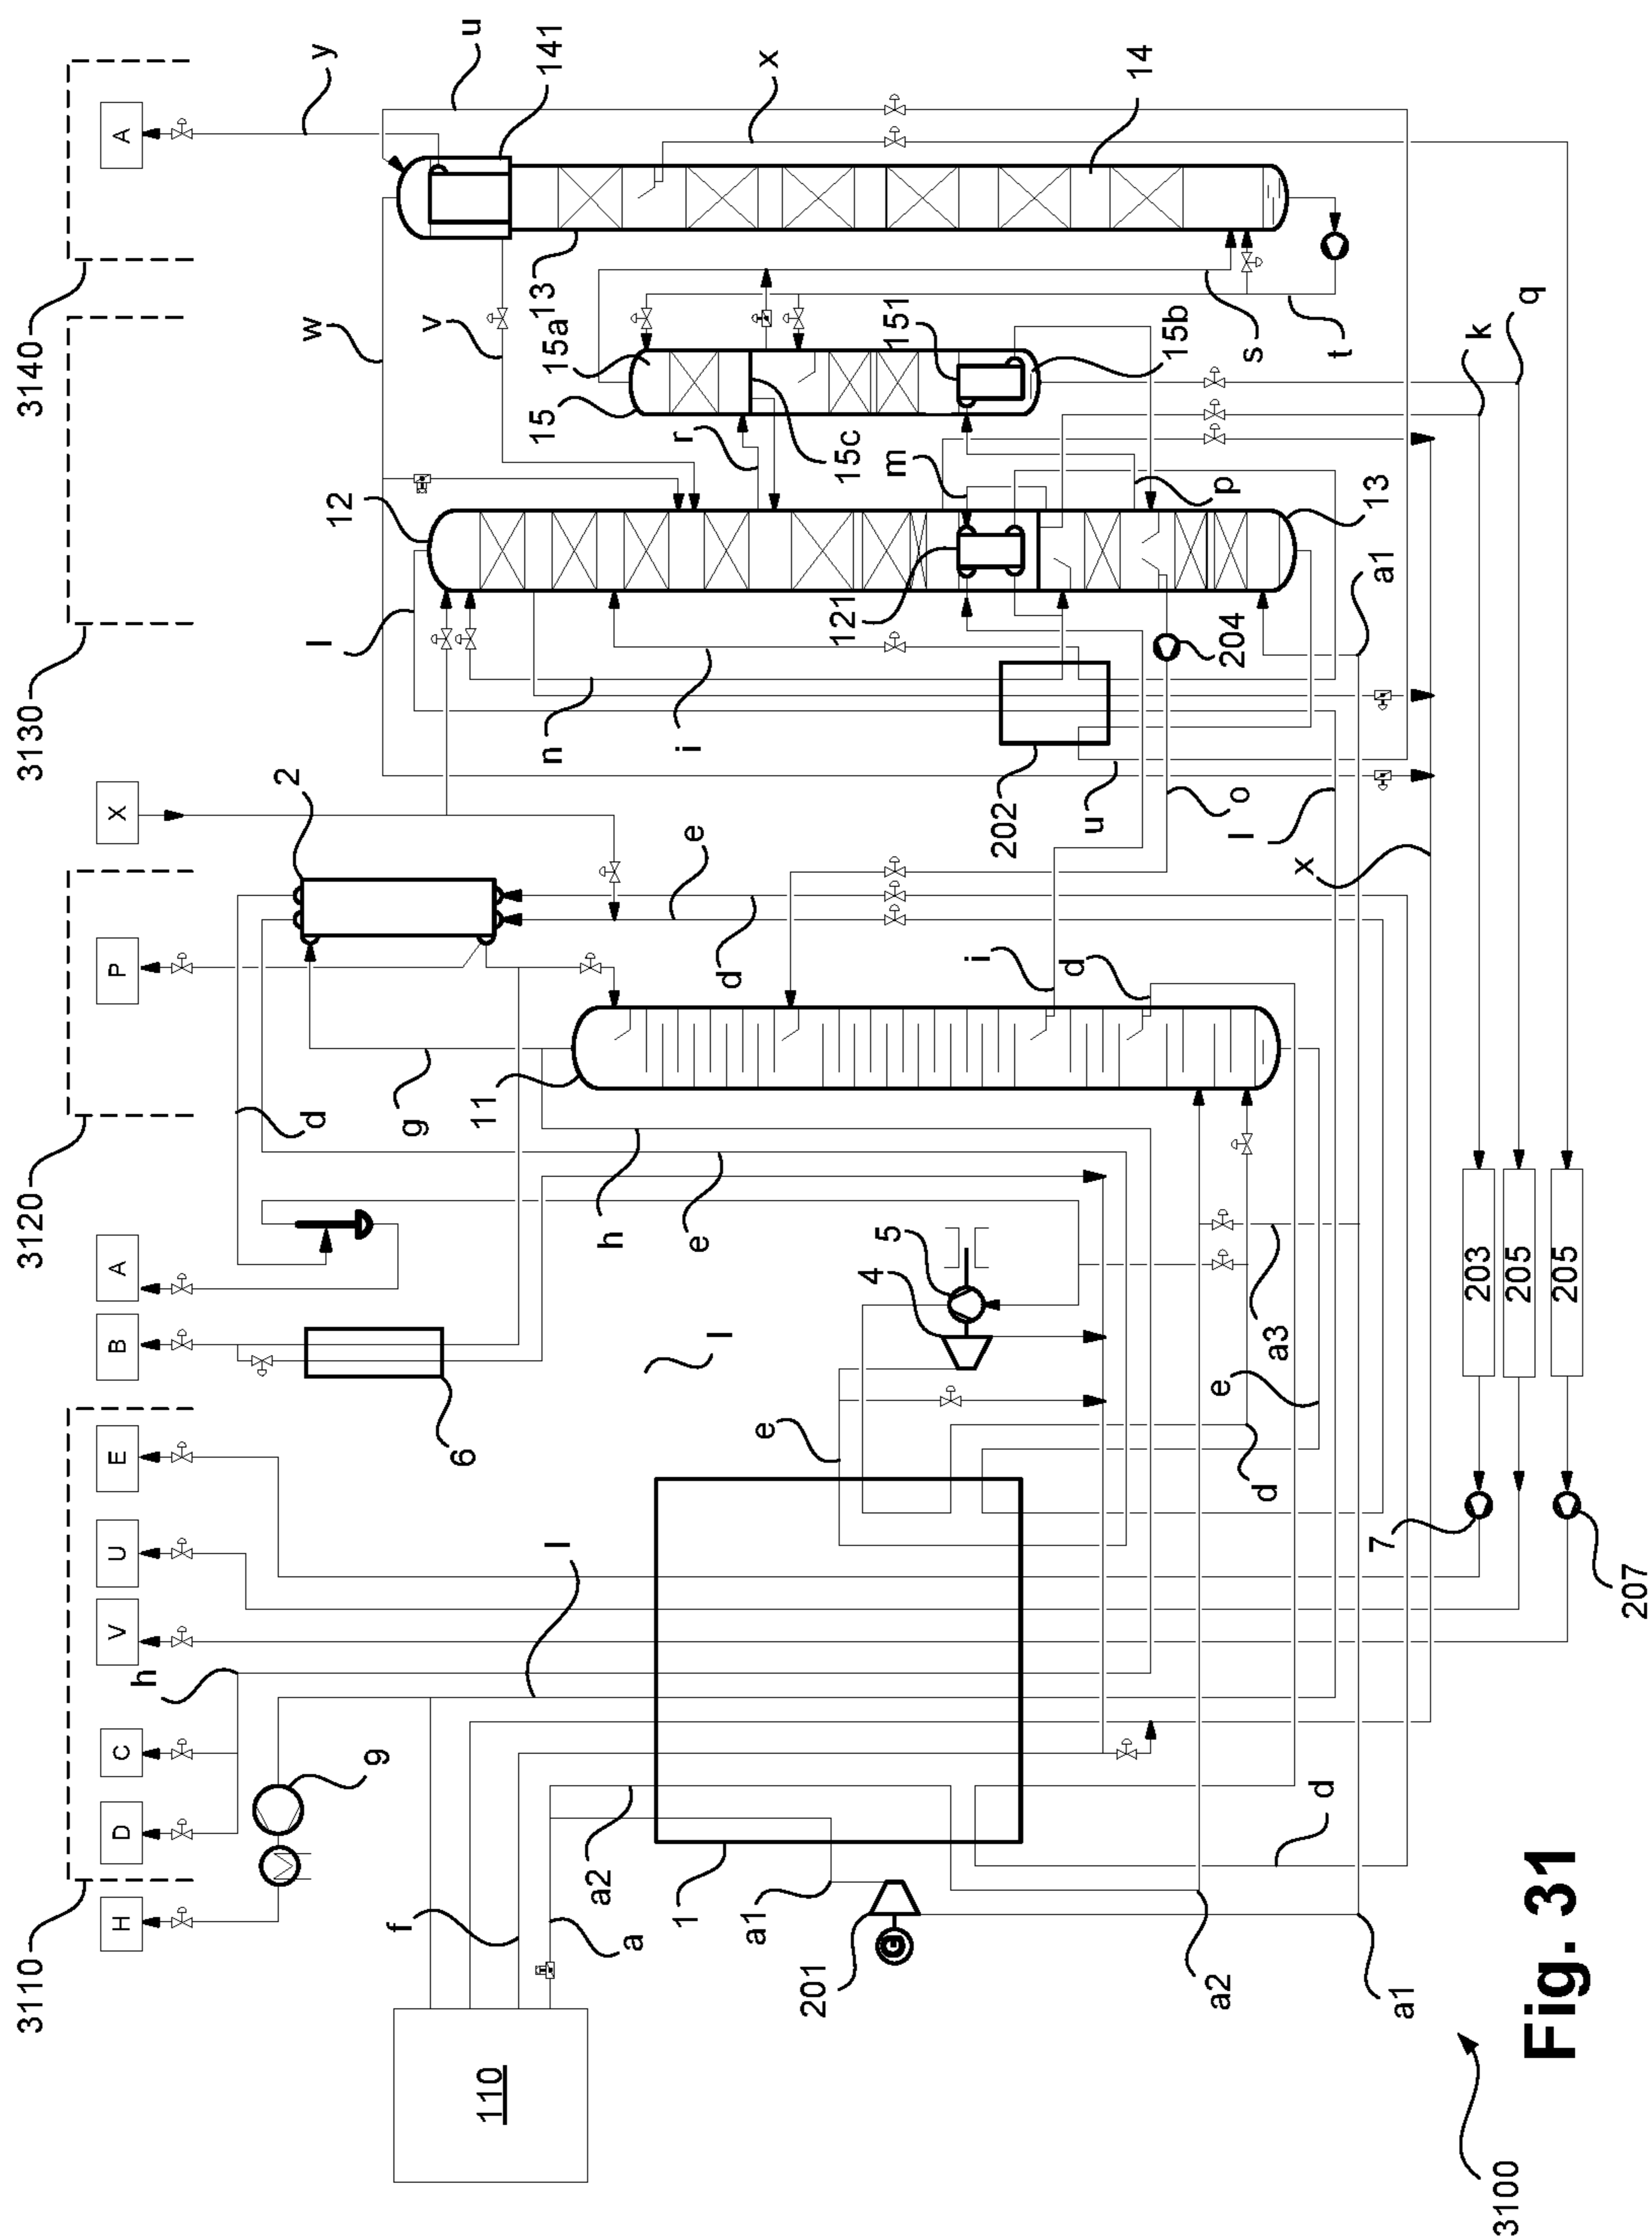 3110 3120 3130 3140
H D C V U E B A P X A
h 2 y
d l w 12
9
f g v u
6 11
110
15 13 141
l n 15a
a2 h
a
1 i r
l e
d
a1 e x
201 121 15c
4 5 m 151
G
i
202
d u 14
15b
204
a2 e l o p s
d
a3 x
d t
7 a1 13
a1
203 k
205 q
3100 205
Fig. 31
207